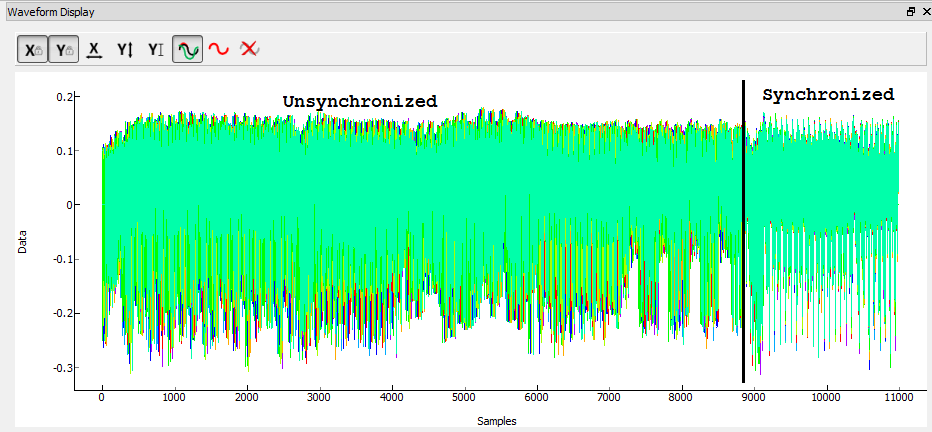 Waveform Display
X Y X Y Y
Unsynchronized
Synchronized
0.2
0.1
0
-0.1
-0.2
-0.3
Data
0 1000 2000 3000 4000 5000 6000 7000 8000 9000 10000 11000
Samples